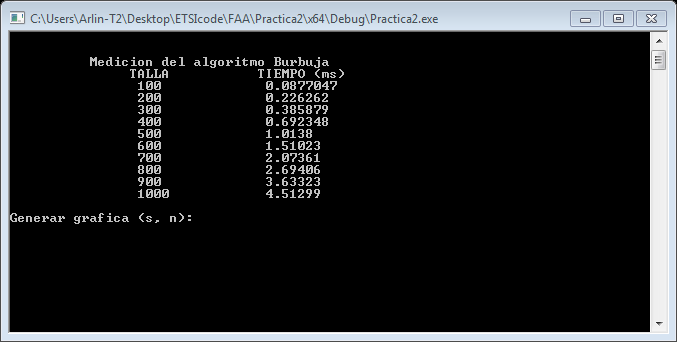 C:\Users\Arlin-T2\Desktop\ETSIcode\FAA\Practica2\x64\Debug\Practica2.exe
Medicion del algoritmo Burbuja
TALLA TIEMPO (ms)
100 0.0877047
200 0.226262
300 0.385879
400 0.692348
500 1.0138
600 1.51023
700 2.07361
800 2.69406
900 3.63323
1000 4.51299
Generar grafica (s, n):